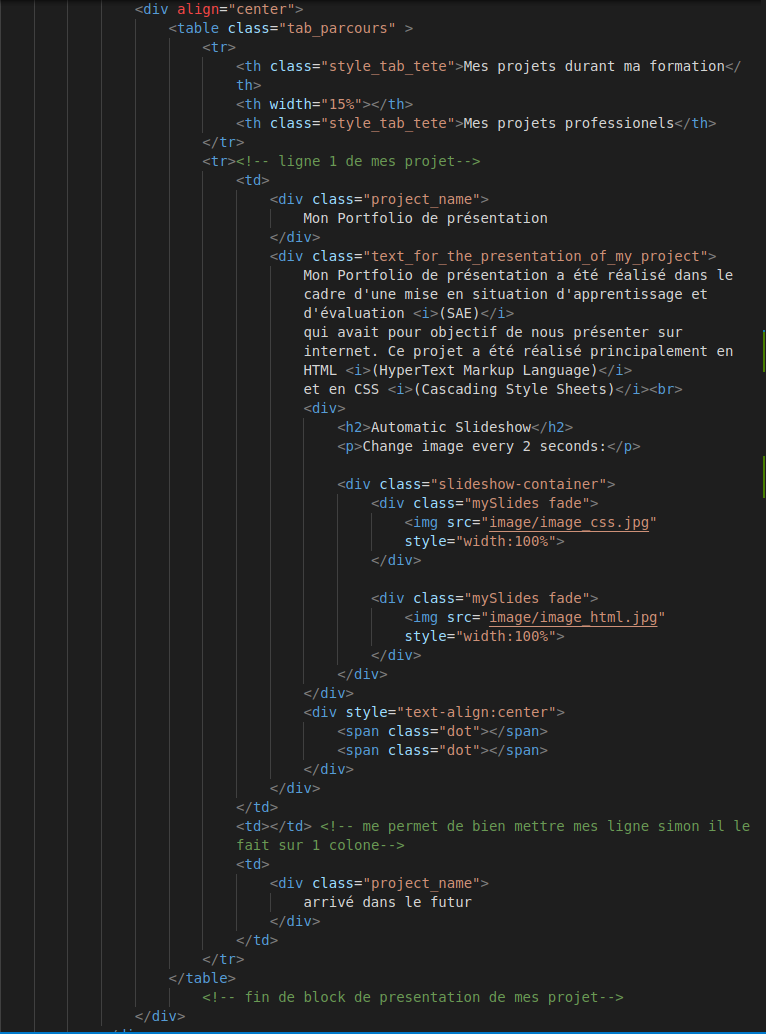 <div align="center">
<table class="tab_parcours" >
<tr>
<th class="style_tab_tete">Mes projets durant ma formation</
th>
<th width="15%"></th>
<th class="style_tab_tete">Mes projets professionels</th>
</tr>
<tr><!-- ligne 1 de mes projet-->
<td>
<div class="project_name">
Mon Portfolio de présentation
</div>
<div class="text_for_the_presentation_of_my_project">
Mon Portfolio de présentation a été réalisé dans le
cadre d'une mise en situation d'apprentissage et
d'évaluation <i>(SAE)</i>
qui avait pour objectif de nous présenter sur
internet. Ce projet a été réalisé principalement en
HTML <i>(HyperText Markup Language)</i>
et en CSS <i>(Cascading Style Sheets)</i><br>
<div>
<h2>Automatic Slideshow</h2>
<p>Change image every 2 seconds:</p>
<div class="slideshow-container">
<div class="mySlides fade">
<img src="image/image_css.jpg"
style="width:100%">
</div>
<div class="mySlides fade">
<img src="image/image_html.jpg"
style="width:100%">
</div>
</div>
</div>
<div style="text-align:center">
<span class="dot"></span>
<span class="dot"></span>
</div>
</div>
</td>
<td></td> <!-- me permet de bien mettre mes ligne simon il le
fait sur 1 colone-->
<td>
<div class="project_name">
arrivé dans le futur
</div>
</td>
</tr>
</table>
<!-- fin de block de presentation de mes projet-->
</div>